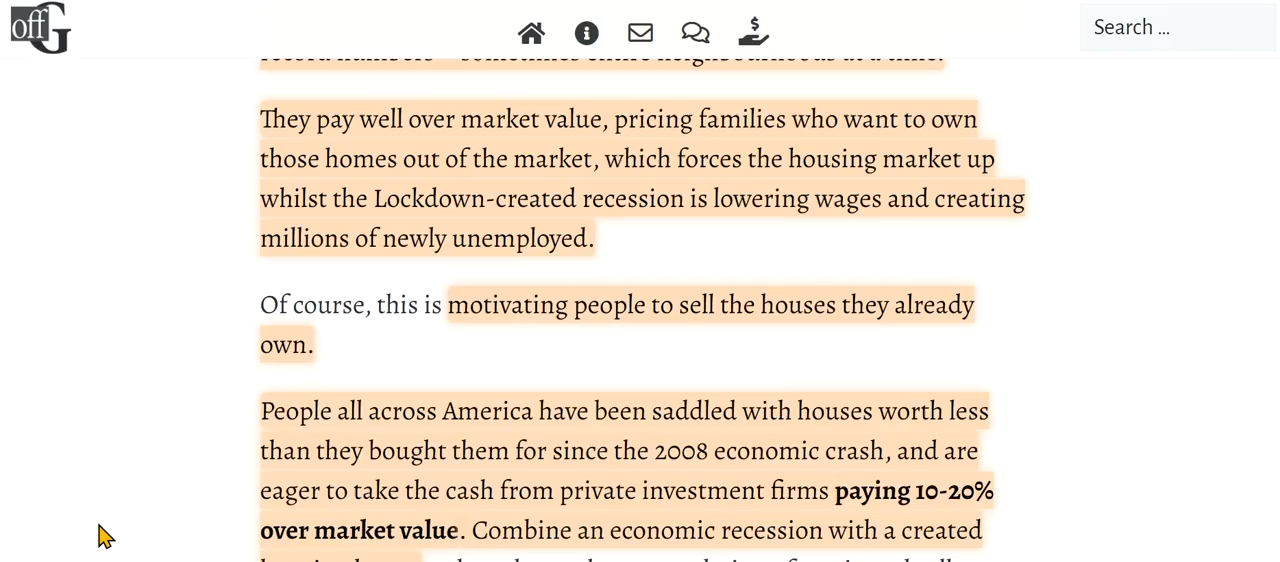 offG
Search ...
They pay well over market value, pricing families who want to own
those homes out of the market, which forces the housing market up
whilst the Lockdown-created recession is lowering wages and creating
millions of newly unemployed.
Of course, this is motivating people to sell the houses they already
own.
People all across America have been saddled with houses worth less
than they bought them for since the 2008 economic crash, and are
eager to take the cash from private investment firms paying 10-20%
over market value. Combine an economic recession with a created